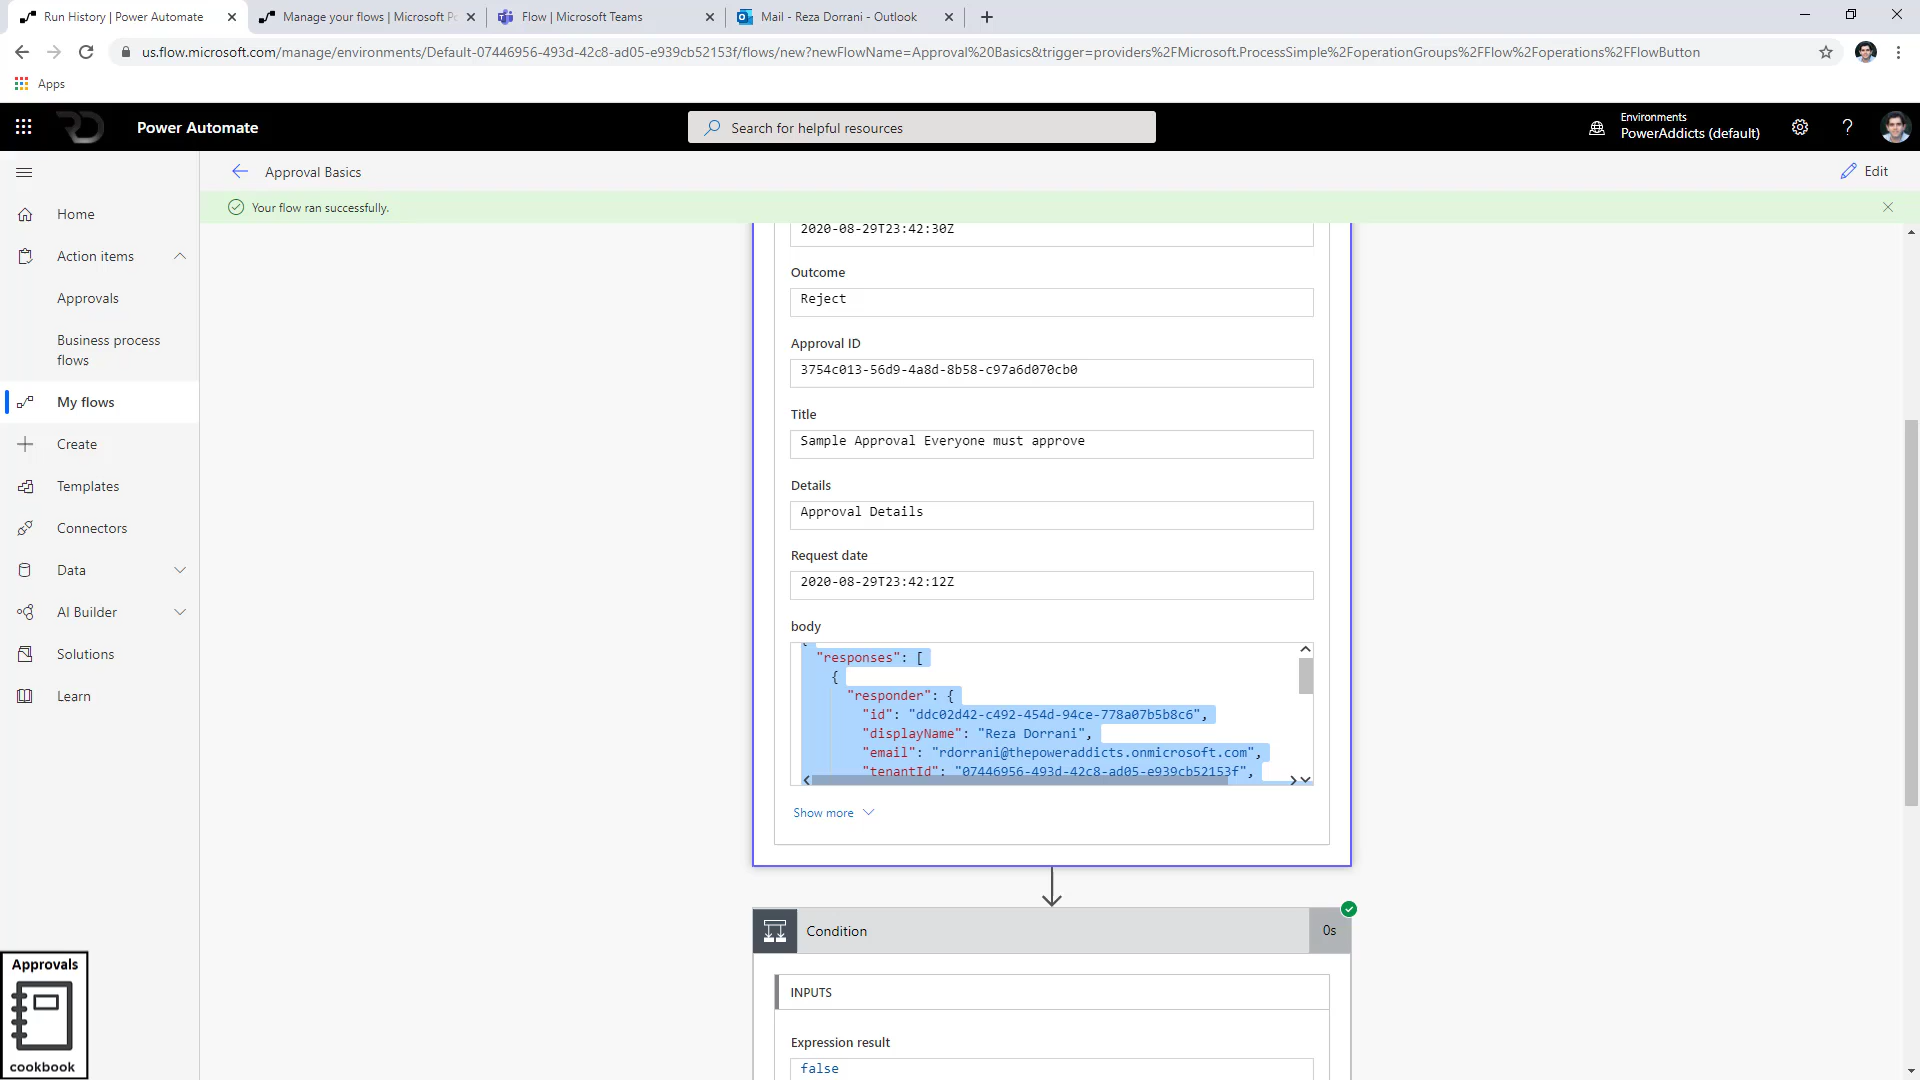 Run History | Power Automate
Manage your flows | Microsoft Po
Flow | Microsoft Teams
Mail - Reza Dorrani - Outlook
us.flow.microsoft.com/manage/environments/Default-07446956-493d-42c8-ad05-e939cb52153f/flows/new?newFlowName=Approval%20Basics&trigger=providers%2FMicrosoft.ProcessSimple%2FoperationGroups%2FFlow%2Foperations%2FFlowButton
Apps
Power Automate
Search for helpful resources
Environments
PowerAddicts (default)
?
Approval Basics
Edit
Your flow ran successfully.
Home
Action items
Approvals
Business process
flows
My flows
Create
Templates
Connectors
Data
AI Builder
Solutions
Learn
2020-08-29T23:42:30Z
Outcome
Reject
Approval ID
3754c013-56d9-4a8d-8b58-c97a6d070cb0
Title
Sample Approval Everyone must approve
Details
Approval Details
Request date
2020-08-29T23:42:12Z
body
{
"responses": [
{
"responder": {
"id": "ddc02d42-c492-454d-94ce-778a07b5b8c6",
"displayName": "Reza Dorrani",
"email": "rdorrani@thepoweraddicts.onmicrosoft.com",
"tenantId": "07446956-493d-42c8-ad05-e939cb52153f",
Show more
Condition
0s
INPUTS
Expression result
false
Approvals
cookbook